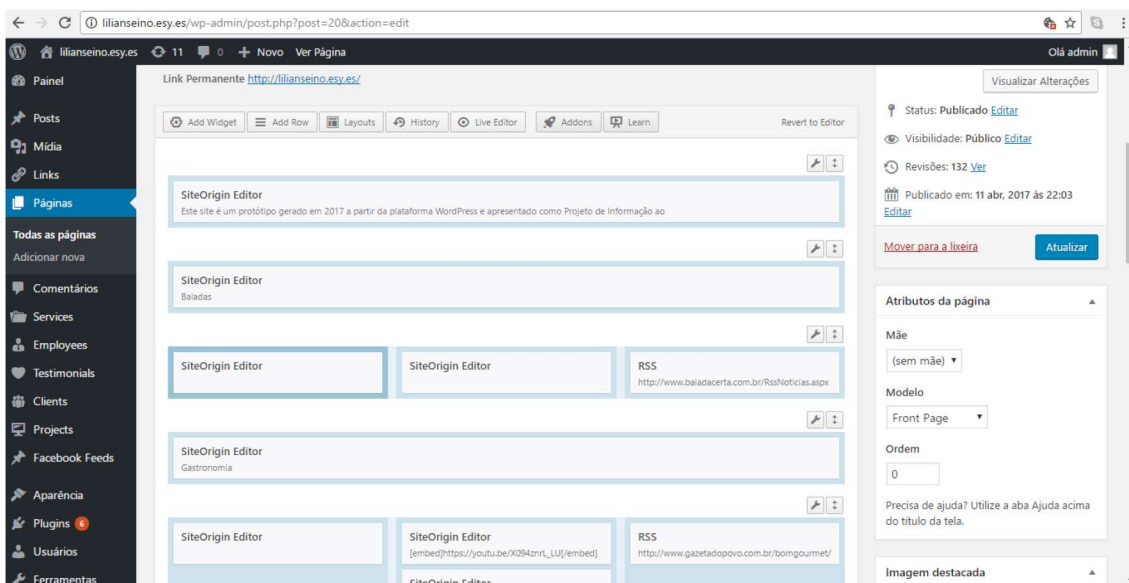 lilianseino.esy.es/wp-admin/post.php?post=20&action=edit
lilianseino.esy.es 11 0 + Novo Ver Página Olá admin
Painel
Posts
Mídia
Links
Páginas
Todas as páginas
Adicionar nova
Comentários
Services
Employees
Testimonials
Clients
Projects
Facebook Feeds
Aparência
Plugins 6
Usuários
Ferramentas
Link Permanente http://lilianseino.esy.es/
Add Widget Add Row Layouts History Live Editor Addons Learn Revert to Editor
SiteOrigin Editor
Este site é um protótipo gerado em 2017 a partir da plataforma WordPress e apresentado como Projeto de Informação ao
SiteOrigin Editor
Baladas
SiteOrigin Editor SiteOrigin Editor RSS
http://www.baladacerta.com.br/RssNoticias.aspx
SiteOrigin Editor
Gastronomia
SiteOrigin Editor SiteOrigin Editor RSS
[embed]https://youtu.be/X094znrL_LU[/embed] http://www.gazetadopovo.com.br/bomgourmet/
SiteOrigin Editor
Visualizar Alterações
Status: Publicado Editar
Visibilidade: Público Editar
Revisões: 132 Ver
Publicado em: 11 abr, 2017 às 22:03
Editar
Mover para a lixeira Atualizar
Atributos da página
Mãe
(sem mãe)
Modelo
Front Page
Ordem
0
Precisa de ajuda? Utilize a aba Ajuda acima
do título da tela.
Imagem destacada